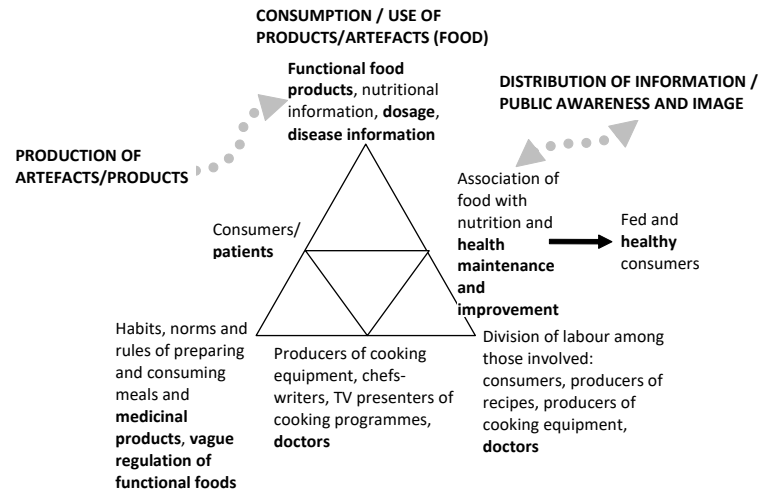 CONSUMPTION / USE OF
PRODUCTS/ARTEFACTS (FOOD)
Functional food
products, nutritional
information, dosage,
disease information
DISTRIBUTION OF INFORMATION /
PUBLIC AWARENESS AND IMAGE
PRODUCTION OF
ARTEFACTS/PRODUCTS
Association of
food with
nutrition and
health
maintenance
and
improvement
Fed and
healthy
consumers
Consumers/
patients
Habits, norms and
rules of preparing
and consuming
meals and
medicinal
products, vague
regulation of
functional foods
Producers of cooking
equipment, chefs-
writers, TV presenters of
cooking programmes,
doctors
Division of labour among
those involved:
consumers, producers of
recipes, producers of
cooking equipment,
doctors